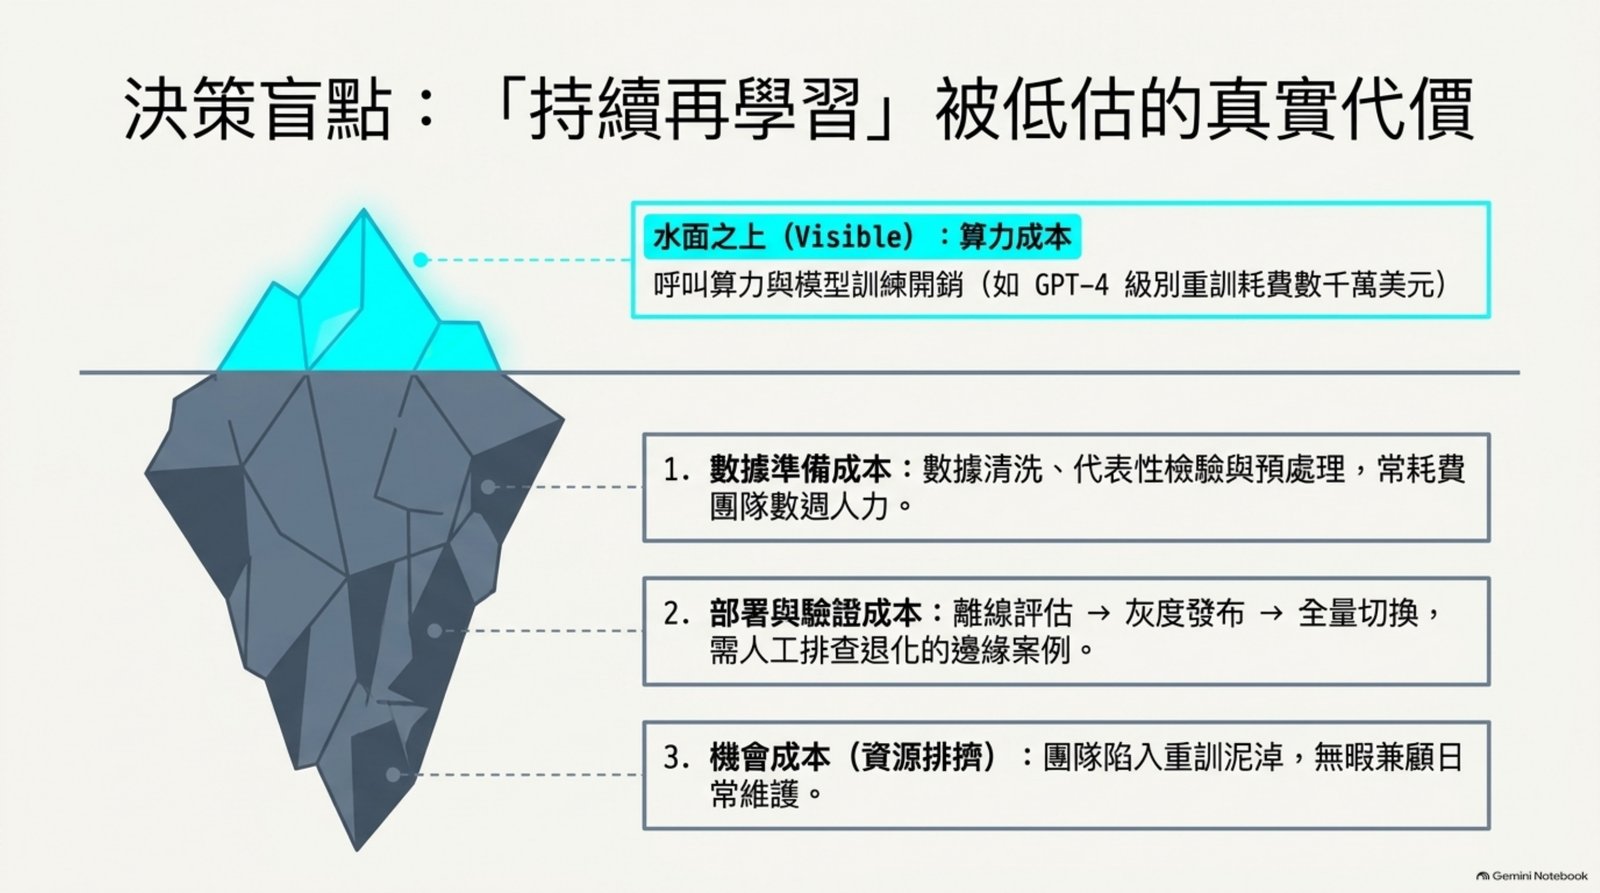 決策盲點：「持續再學習」被低估的真實代價
水面之上（Visible）：算力成本
呼叫算力與模型訓練開銷（如 GPT-4 級別重訓耗費數千萬美元）
1. 數據準備成本：數據清洗、代表性檢驗與預處理，常耗費
團隊數週人力。
2. 部署與驗證成本：離線評估 → 灰度發布 → 全量切換，
需人工排查退化的邊緣案例。
3. 機會成本（資源排擠）：團隊陷入重訓泥淖，無暇兼顧日
常維護。
Gemini Notebook